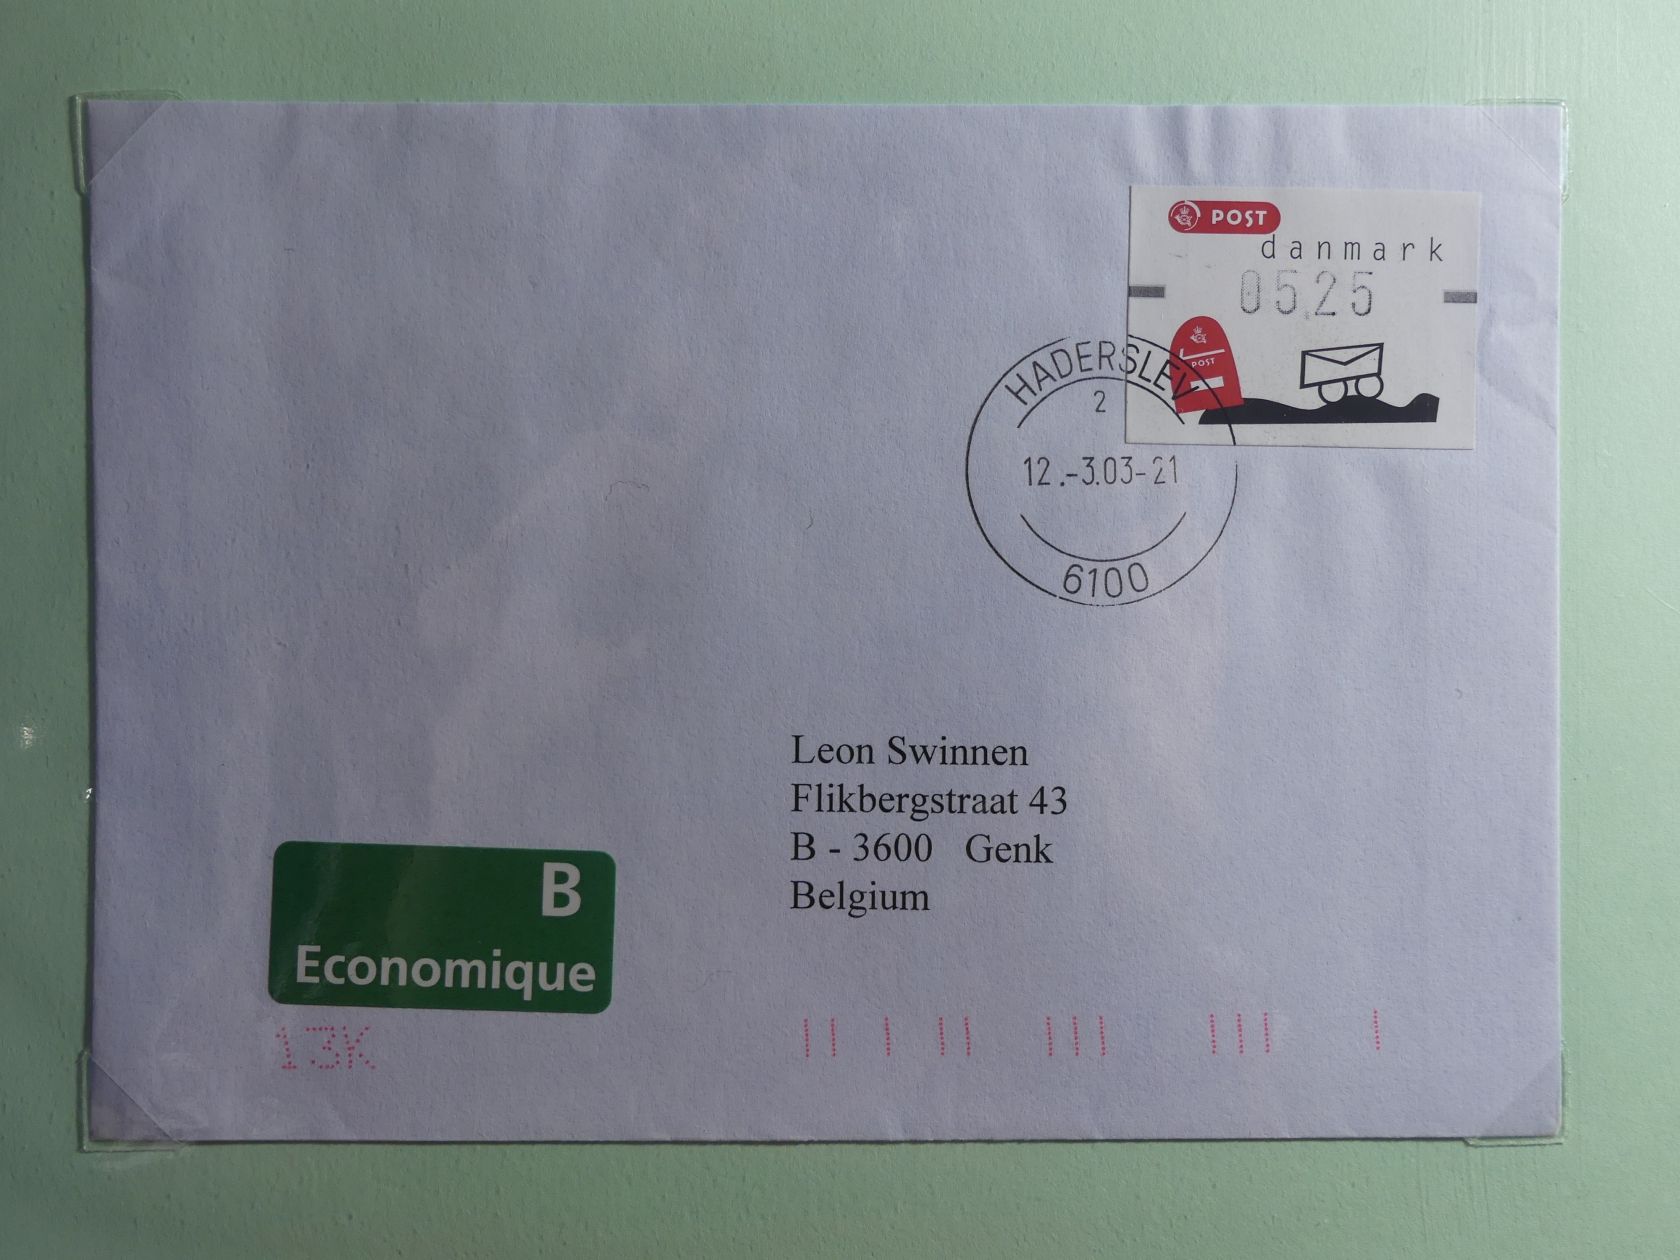 POST
danmark
05,25
POST
HADERSLEV
2
12.-3.03-21
6100
Leon Swinnen
Flikbergstraat 43
B - 3600 Genk
Belgium
B
Economique
13K